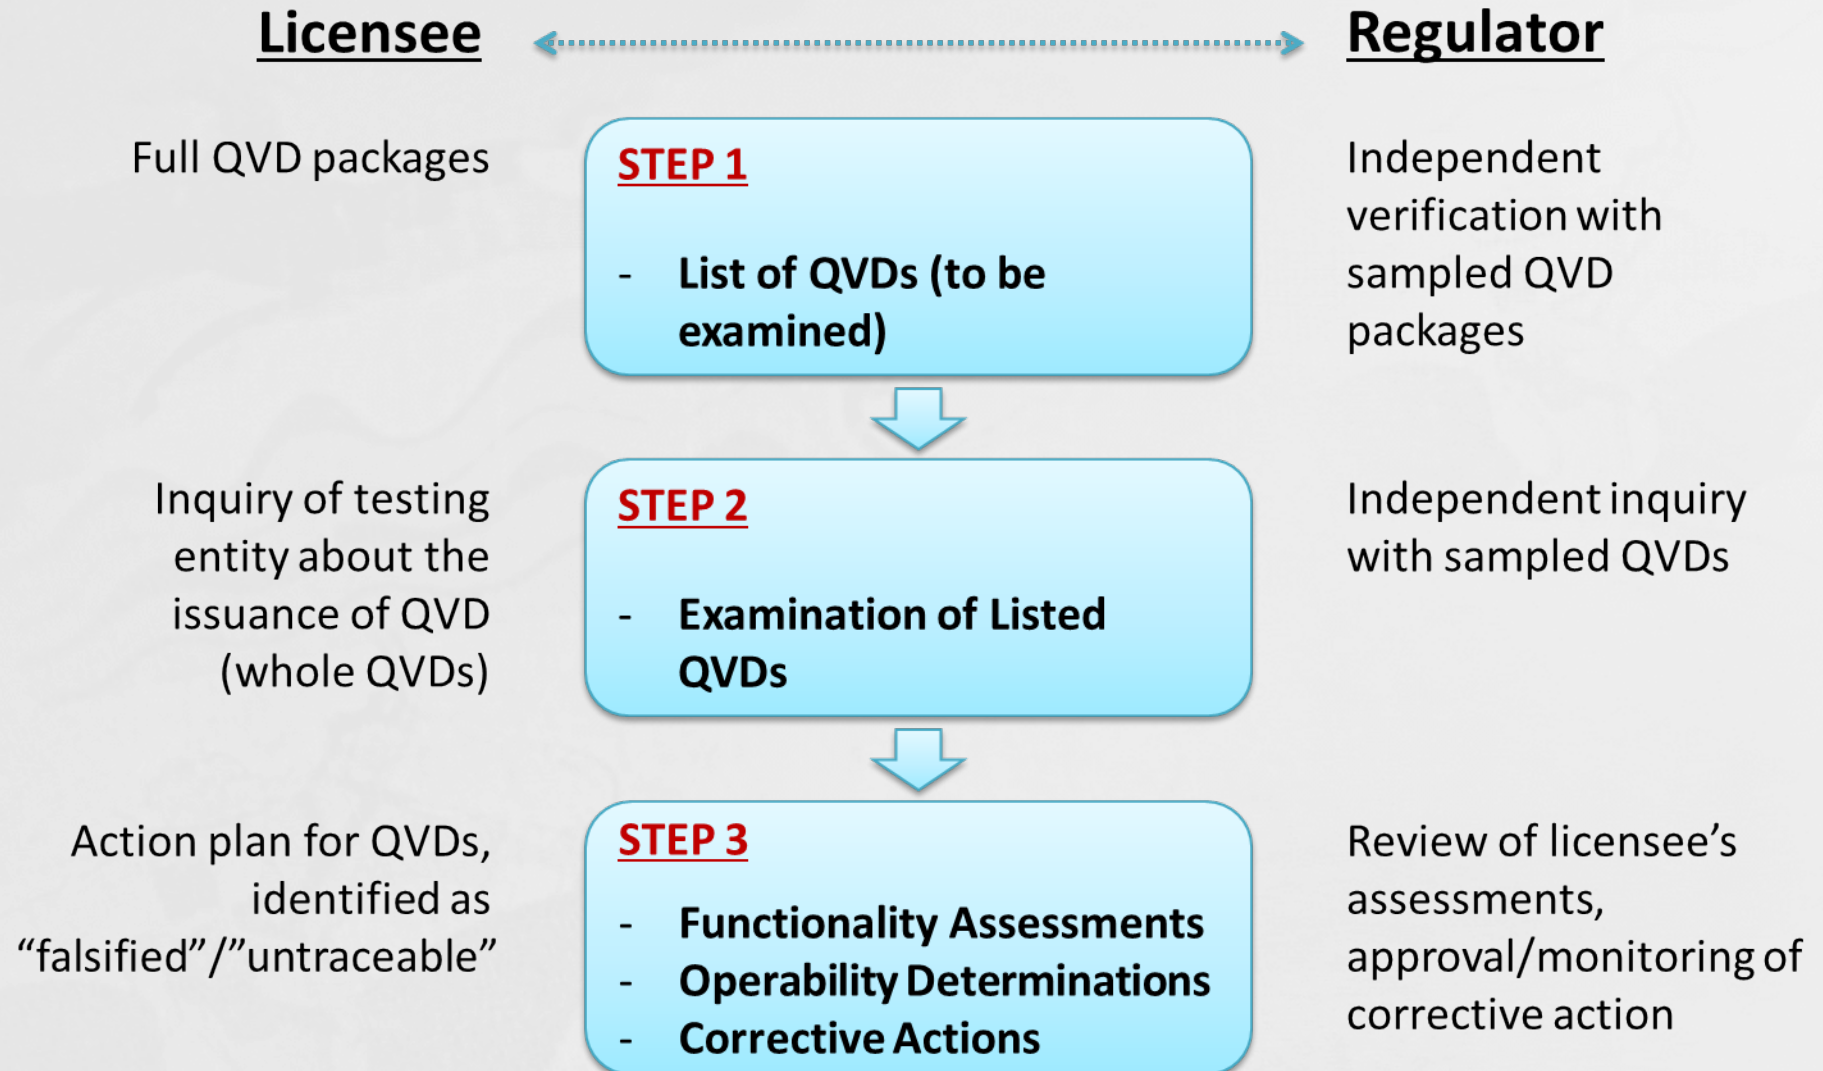 Licensee
Regulator
Full QVD packages
STEP 1
- List of QVDs (to be
examined)
Independent
verification with
sampled QVD
packages
Inquiry of testing
entity about the
issuance of QVD
(whole QVDs)
STEP 2
- Examination of Listed
QVDs
Independent inquiry
with sampled QVDs
Action plan for QVDs,
identified as
“falsified”/”untraceable”
STEP 3
- Functionality Assessments
- Operability Determinations
- Corrective Actions
Review of licensee’s
assessments,
approval/monitoring of
corrective action